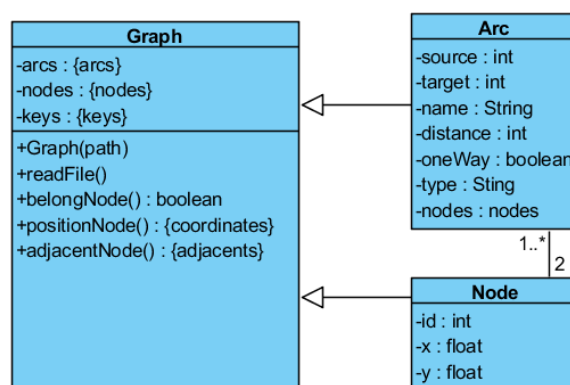 Graph
-arcs : {arcs}
-nodes : {nodes}
-keys : {keys}
+Graph(path)
+readFile()
+belongNode() : boolean
+positionNode() : {coordinates}
+adjacentNode() : {adjacents}
Arc
-source : int
-target : int
-name : String
-distance : int
-oneWay : boolean
-type : Sting
-nodes : nodes
1..*
2
Node
-id : int
-x : float
-y : float